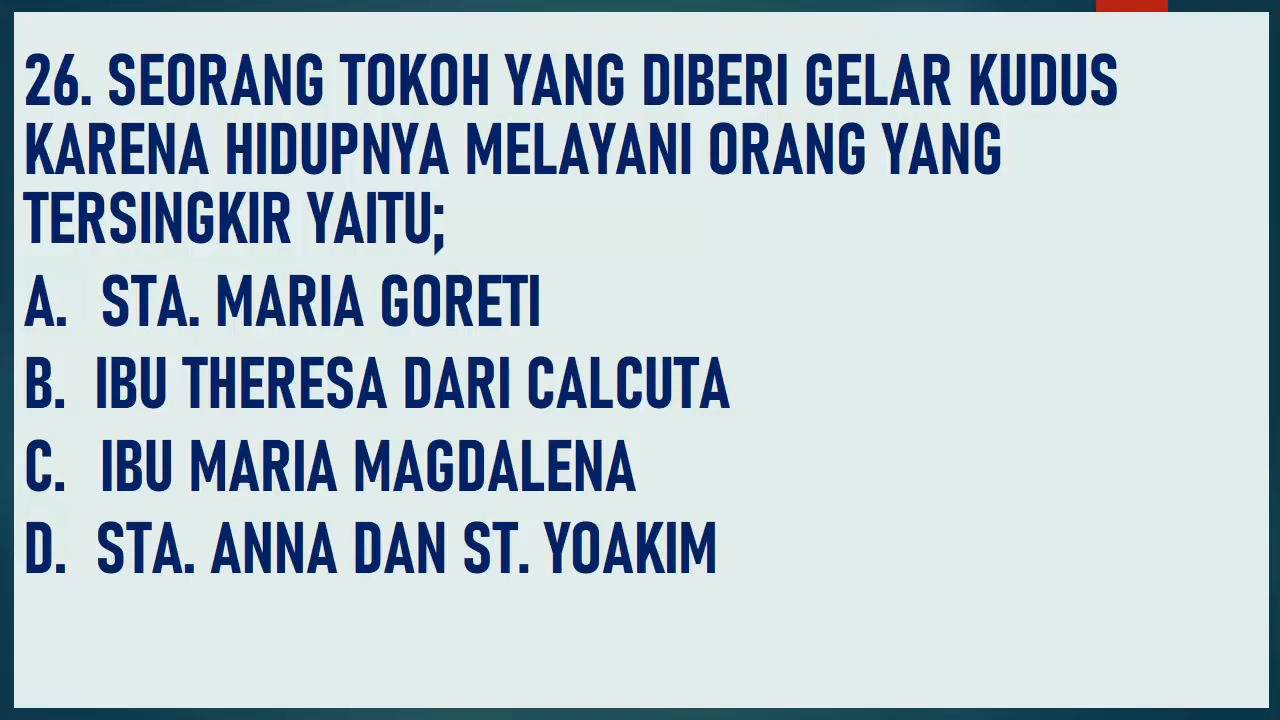 26. SEORANG TOKOH YANG DIBERI GELAR KUDUS
KARENA HIDUPNYA MELAYANI ORANG YANG
TERSINGKIR YAITU;
A. STA. MARIA GORETI
B. IBU THERESA DARI CALCUTA
C. IBU MARIA MAGDALENA
D. STA. ANNA DAN ST. YOAKIM